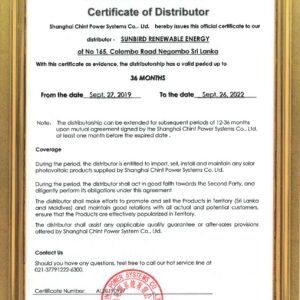 Certificate of Distributor
Shanghai Chint Power Systems Co., Ltd. hereby issues this official certificate to our
distributor - SUNBIRD RENEWABLE ENERGY
of No 165, Colombo Road Negombo Sri Lanka
With this certificate as evidence, the distributorship has a valid peried up to
36 MONTHS
From the date Sept. 27, 2019 To the date Sept. 26, 2022
Note: The distributorship can be extended for subsequent periods of 12-36 months
upon mutual agreement signed by the Shanghai Chint Power Systems Co., Ltd.
at least one month before the expired date .
Coverage
During the period, the distributor is entitled to import, sell, install and maintain any solar
photovoltaic products supplied by Shanghai Chint Power Systems Co., Ltd.
During the period, the distributor shall act in good faith towards the Second Party, and
diligently perform its obligations under this agreement
The distributor shall make efforts to promote and sell the Products in Territory (Sri Lanka
and Maldives) and maintain good relations with all actual and potential customers,
ensure that the Products are effectively popularized in Territory.
The distributor shall assist any applicable quality guarantee or after-sales provisions
offered by Shanghai Chint Power Systems Co., Ltd.
Contact Us
Should you have any questions, feel free to call our hot service line at
021-37791222-6300.
Certificate Number: